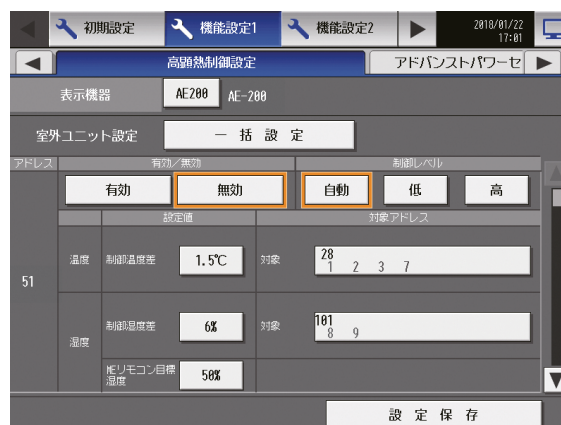 初期設定 機能設定1 機能設定2 2018/01/22
17:01
高顕熱制御設定 アドバンストパワーセ
表示機器 AE200 AE-200
室外ユニット設定 一 括 設 定
アドレス 有効/無効 制御レベル
有効 無効 自動 低 高
設定値 対象アドレス
51
温度 制御温度差 1.5℃ 対象 28
1 2 3 7
湿度 制御湿度差 6% 対象 101
8 9
MEリモコン目標
湿度 50%
設 定 保 存